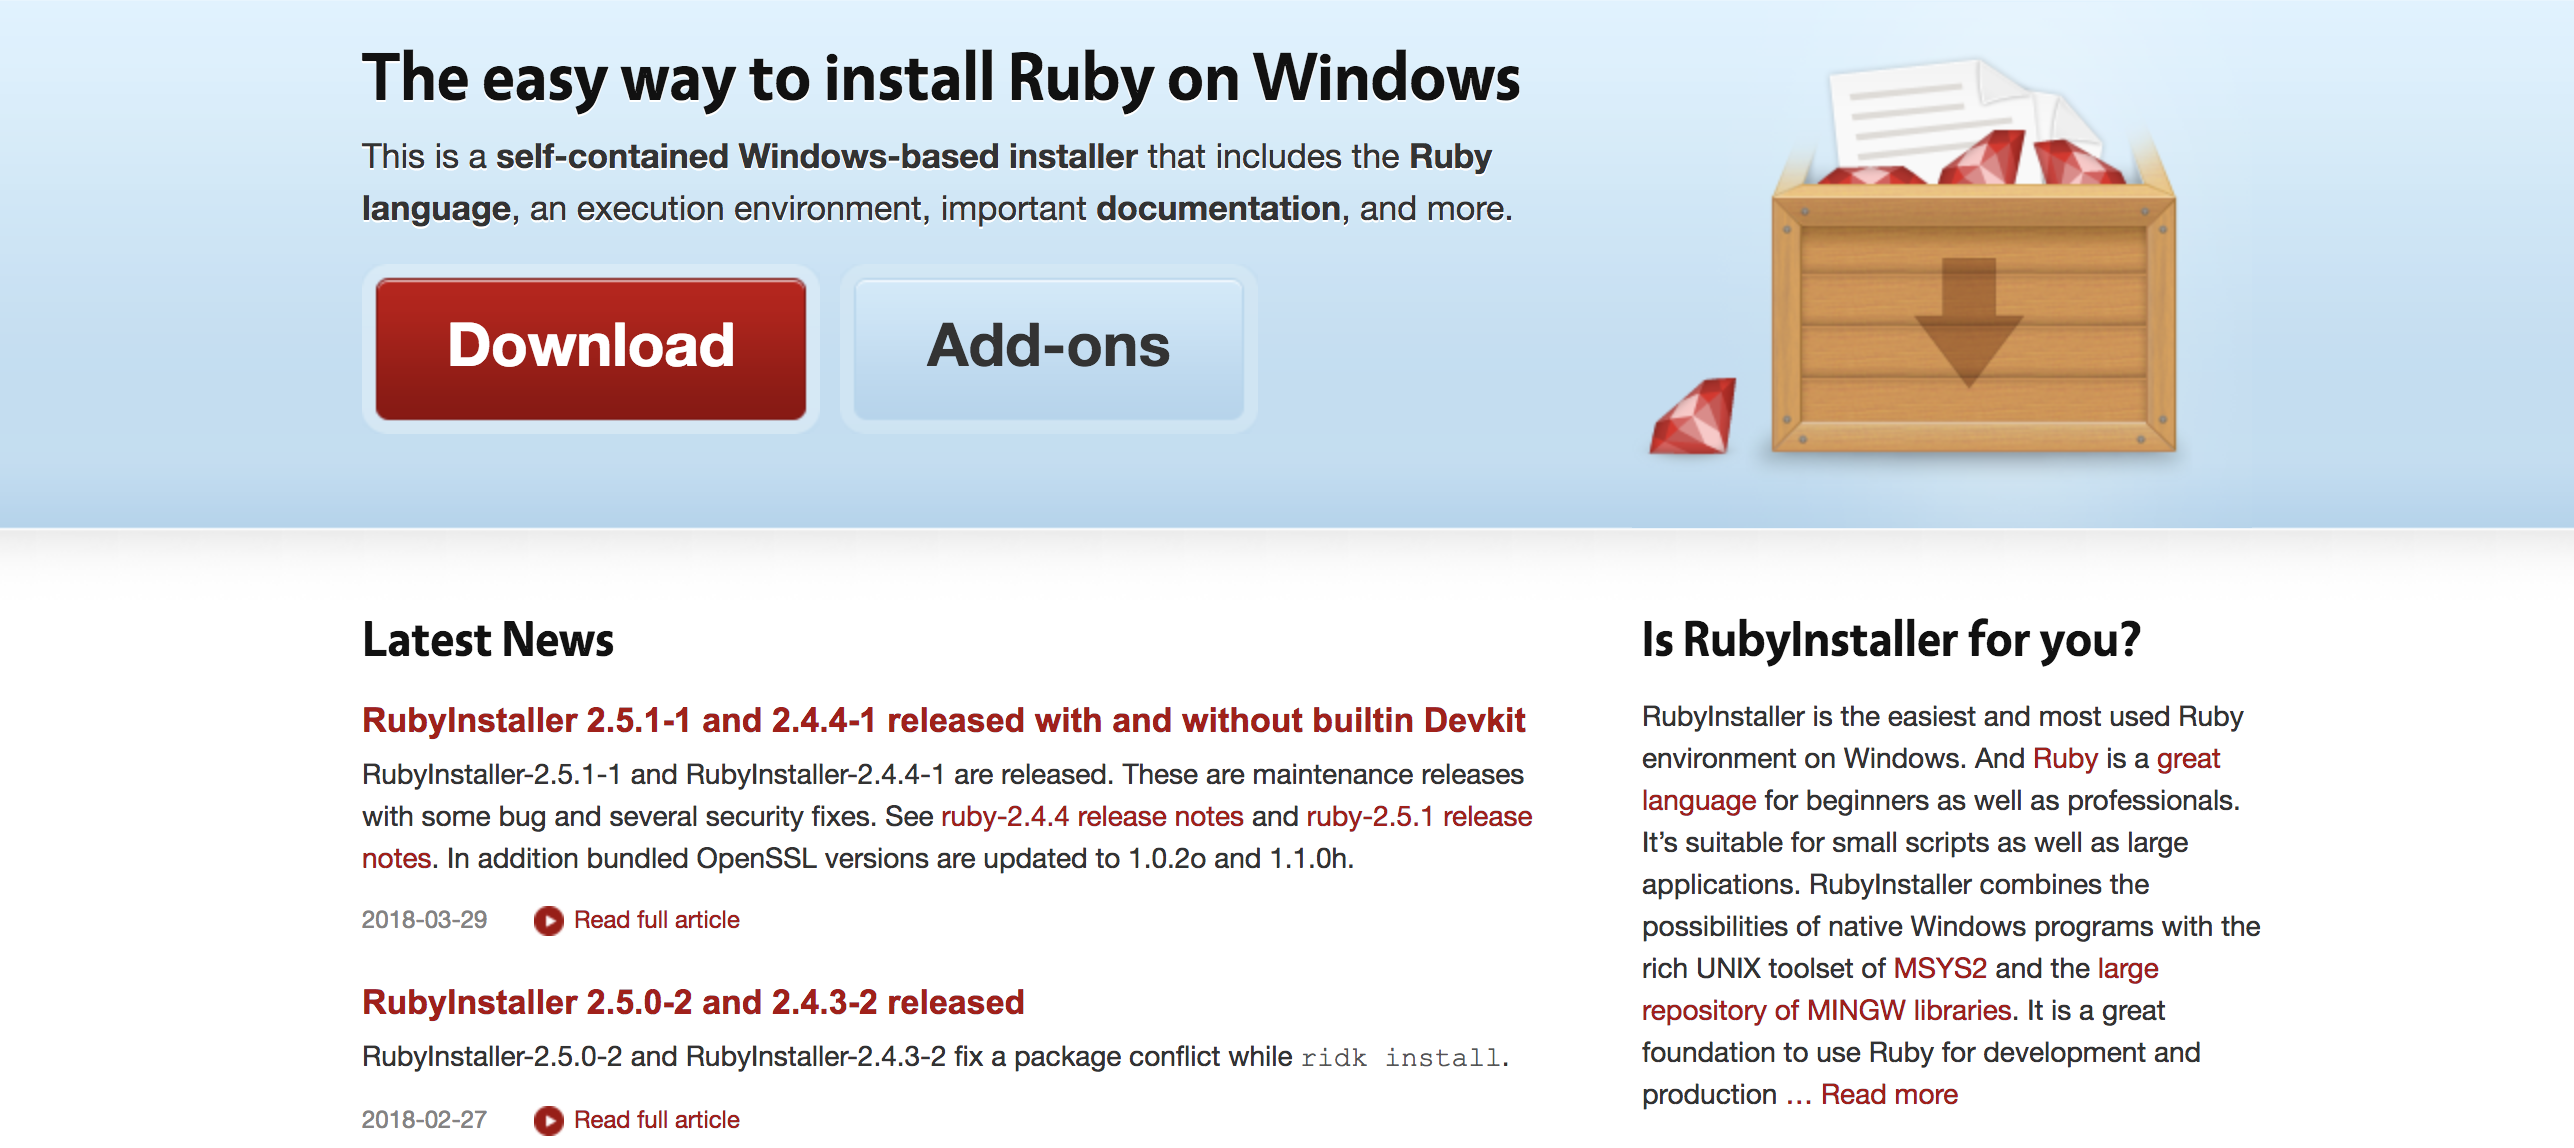 The easy way to install Ruby on Windows
This is a self-contained Windows-based installer that includes the Ruby
language, an execution environment, important documentation, and more.
Download
Add-ons
Latest News
RubyInstaller 2.5.1-1 and 2.4.4-1 released with and without builtin Devkit
RubyInstaller-2.5.1-1 and RubyInstaller-2.4.4-1 are released. These are maintenance releases
with some bug and several security fixes. See ruby-2.4.4 release notes and ruby-2.5.1 release
notes. In addition bundled OpenSSL versions are updated to 1.0.2o and 1.1.0h.
2018-03-29
Read full article
RubyInstaller 2.5.0-2 and 2.4.3-2 released
RubyInstaller-2.5.0-2 and RubyInstaller-2.4.3-2 fix a package conflict while ridk install.
2018-02-27
Read full article
Is RubyInstaller for you?
RubyInstaller is the easiest and most used Ruby
environment on Windows. And Ruby is a great
language for beginners as well as professionals.
It’s suitable for small scripts as well as large
applications. RubyInstaller combines the
possibilities of native Windows programs with the
rich UNIX toolset of MSYS2 and the large
repository of MINGW libraries. It is a great
foundation to use Ruby for development and
production … Read more